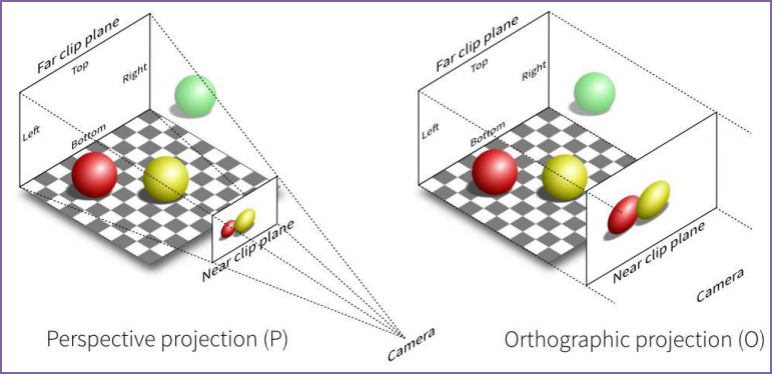 Far clip plane
Top
Right
Left
Bottom
Near clip plane
Camera
Perspective projection (P)
Far clip plane
Top
Right
Left
Bottom
Near clip plane
Camera
Orthographic projection (O)